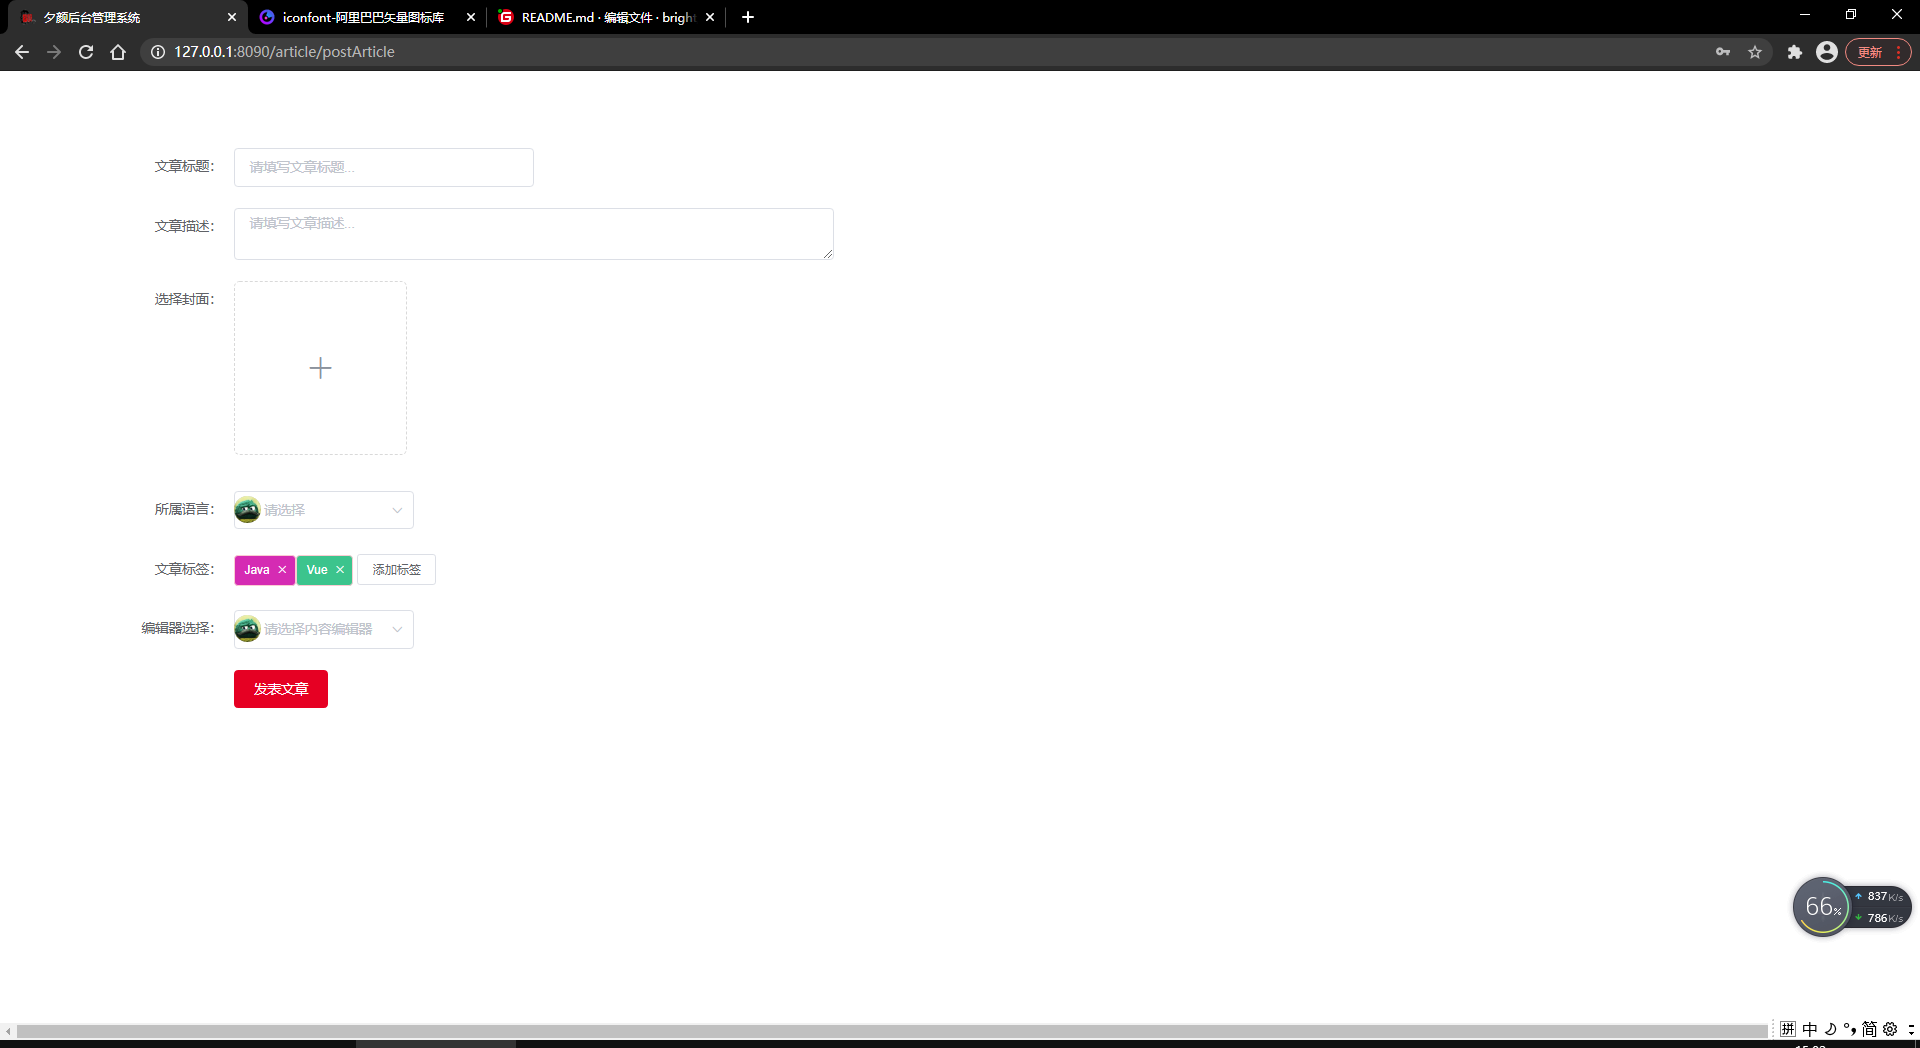 夕颜后台管理系统
iconfont-阿里巴巴矢量图标库
README.md · 编辑文件 · brigh
127.0.0.1:8090/article/postArticle
更新
文章标题：
请填写文章标题...
文章描述：
请填写文章描述...
选择封面：
所属语言：
请选择
文章标签：
Java
Vue
添加标签
编辑器选择：
请选择内容编辑器
发表文章
66%
837K/s
786K/s
拼 中 简